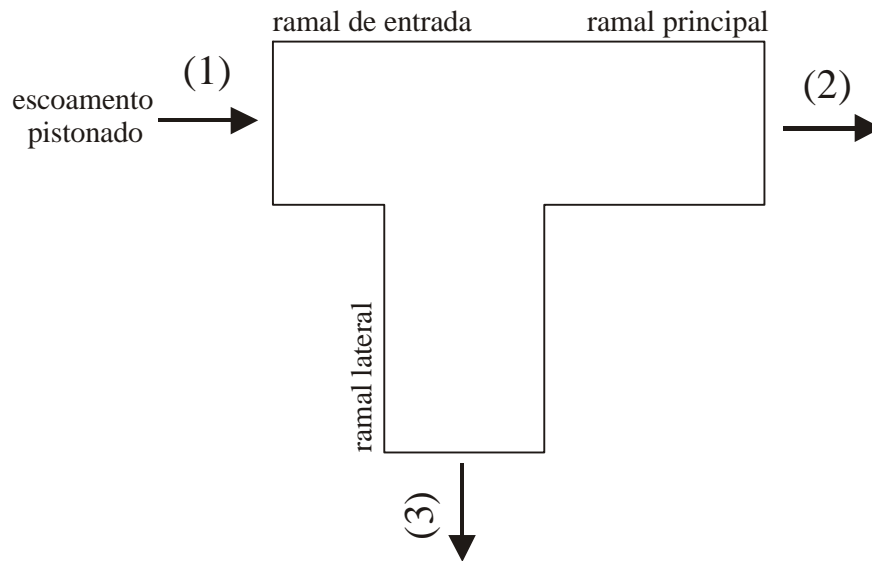 ramal de entrada
ramal principal
(1)
(2)
escoamento
pistonado
ramal lateral
(3)